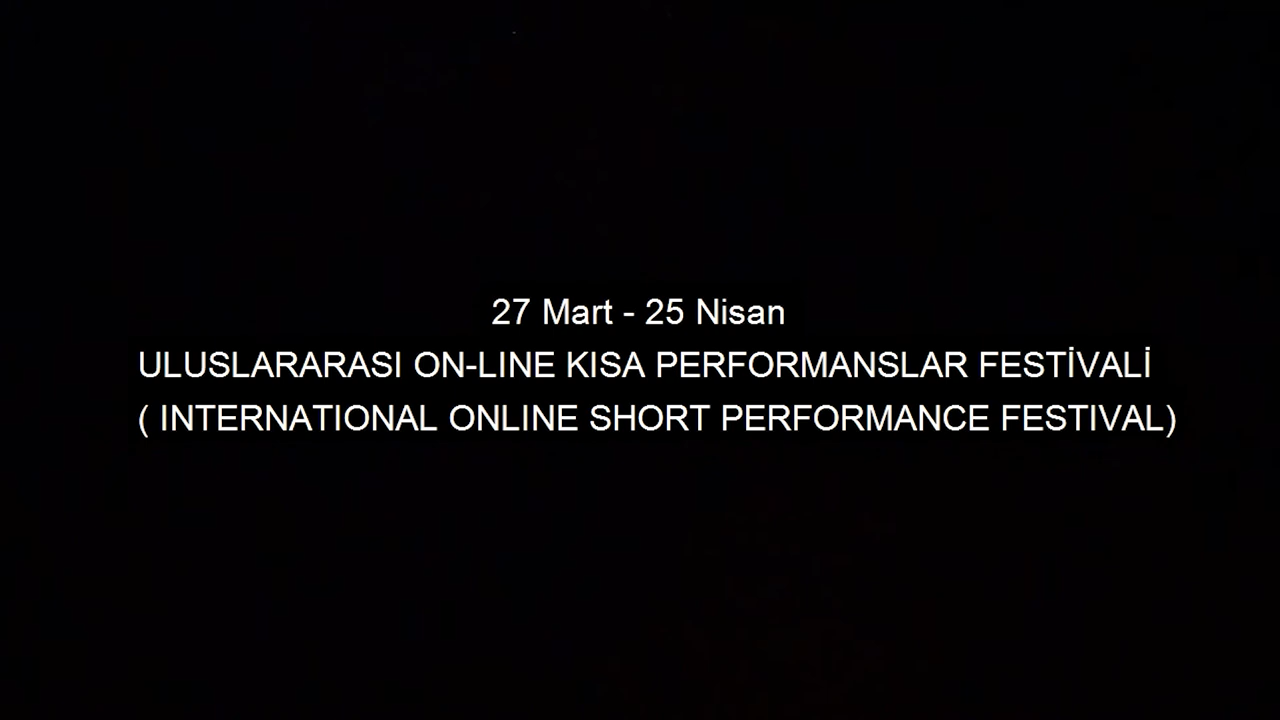 27 Mart - 25 Nisan
ULUSLARARASI ON-LINE KISA PERFORMANSLAR FESTİVALİ
( INTERNATIONAL ONLINE SHORT PERFORMANCE FESTIVAL)